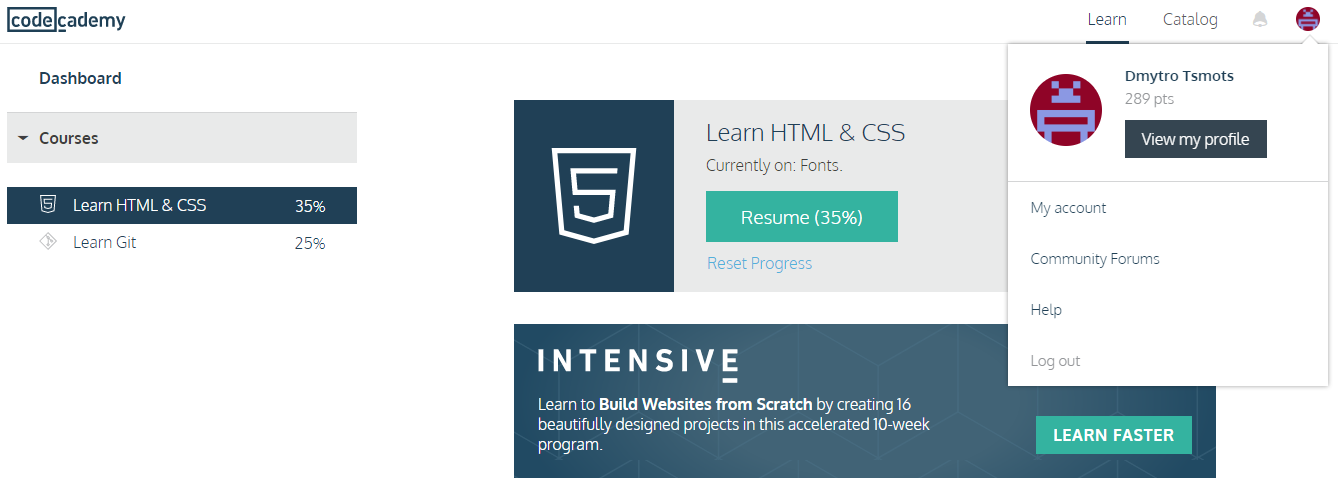 codecademy
Learn
Catalog
Dashboard
Courses
Learn HTML & CSS 35%
Learn Git 25%
Learn HTML & CSS
Currently on: Fonts.
Resume (35%)
Reset Progress
INTENSIVE
Learn to Build Websites from Scratch by creating 16
beautifully designed projects in this accelerated 10-week
program.
LEARN FASTER
Dmytro Tsmots
289 pts
View my profile
My account
Community Forums
Help
Log out